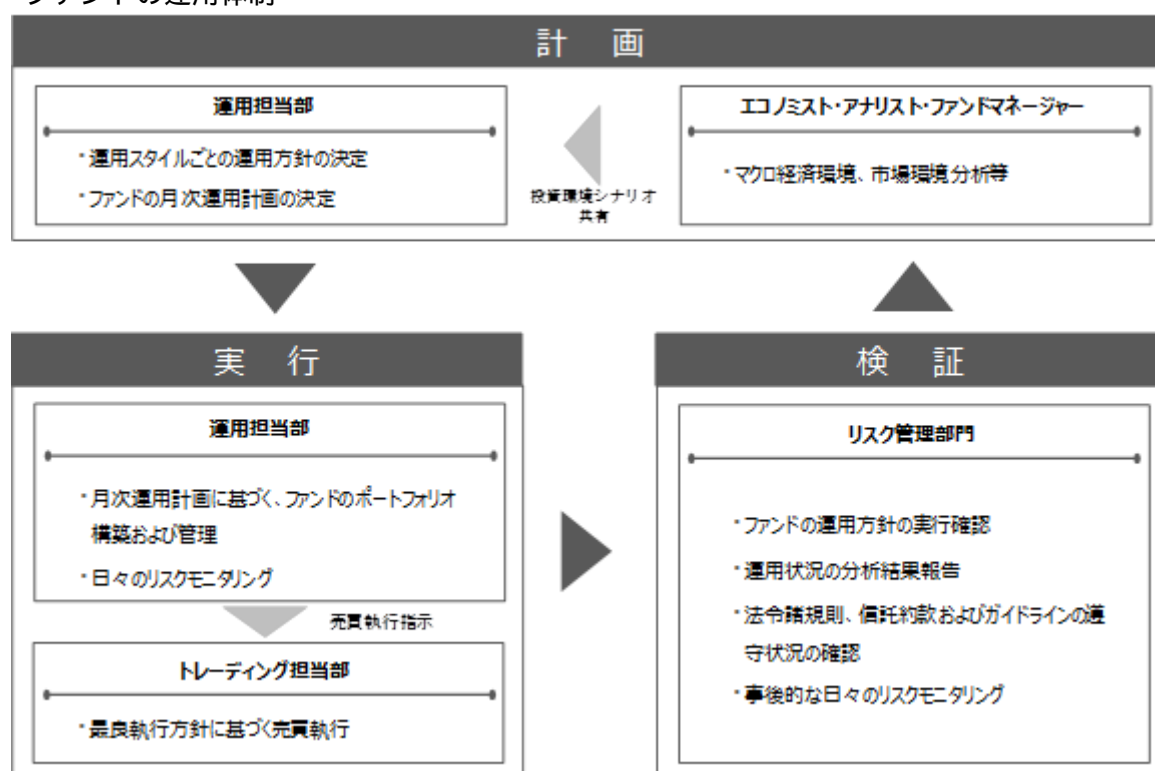 ファンドの運用体制
計 画
運用担当部
・運用スタイルごとの運用方針の決定
・ファンドの月次運用計画の決定
投資環境シナリオ
共有
エコノミスト・アナリスト・ファンドマネージャー
・マクロ経済環境、市場環境分析等
実 行
運用担当部
・月次運用計画に基づく、ファンドのポートフォリオ
構築および管理
・日々のリスクモニタリング
売買執行指示
トレーディング担当部
・最良執行方針に基づく売買執行
検 証
リスク管理部門
・ファンドの運用方針の実行確認
・運用状況の分析結果報告
・法令諸規則、信託約款およびガイドラインの遵
守状況の確認
・事後的な日々のリスクモニタリング